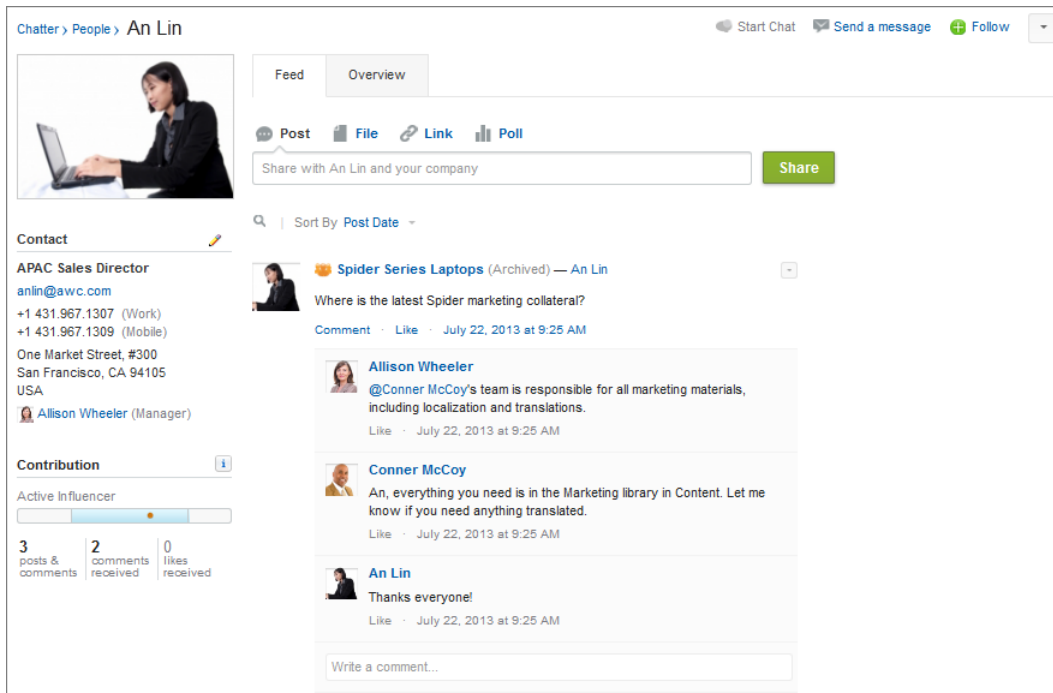 Chatter › People › An Lin
Start Chat
Send a message
Follow
Feed
Overview
Post
File
Link
Poll
Share with An Lin and your company
Share
Sort By Post Date
Contact
APAC Sales Director
anlin@awc.com
+1 431.967.1307 (Work)
+1 431.967.1309 (Mobile)
One Market Street, #300
San Francisco, CA 94105
USA
Allison Wheeler (Manager)
Contribution
i
Active Influencer
3
posts &
comments
2
comments
received
0
likes
received
Spider Series Laptops (Archived) — An Lin
Where is the latest Spider marketing collateral?
Comment · Like · July 22, 2013 at 9:25 AM
Allison Wheeler
@Conner McCoy's team is responsible for all marketing materials,
including localization and translations.
Like · July 22, 2013 at 9:25 AM
Conner McCoy
An, everything you need is in the Marketing library in Content. Let me
know if you need anything translated.
Like · July 22, 2013 at 9:25 AM
An Lin
Thanks everyone!
Like · July 22, 2013 at 9:25 AM
Write a comment...